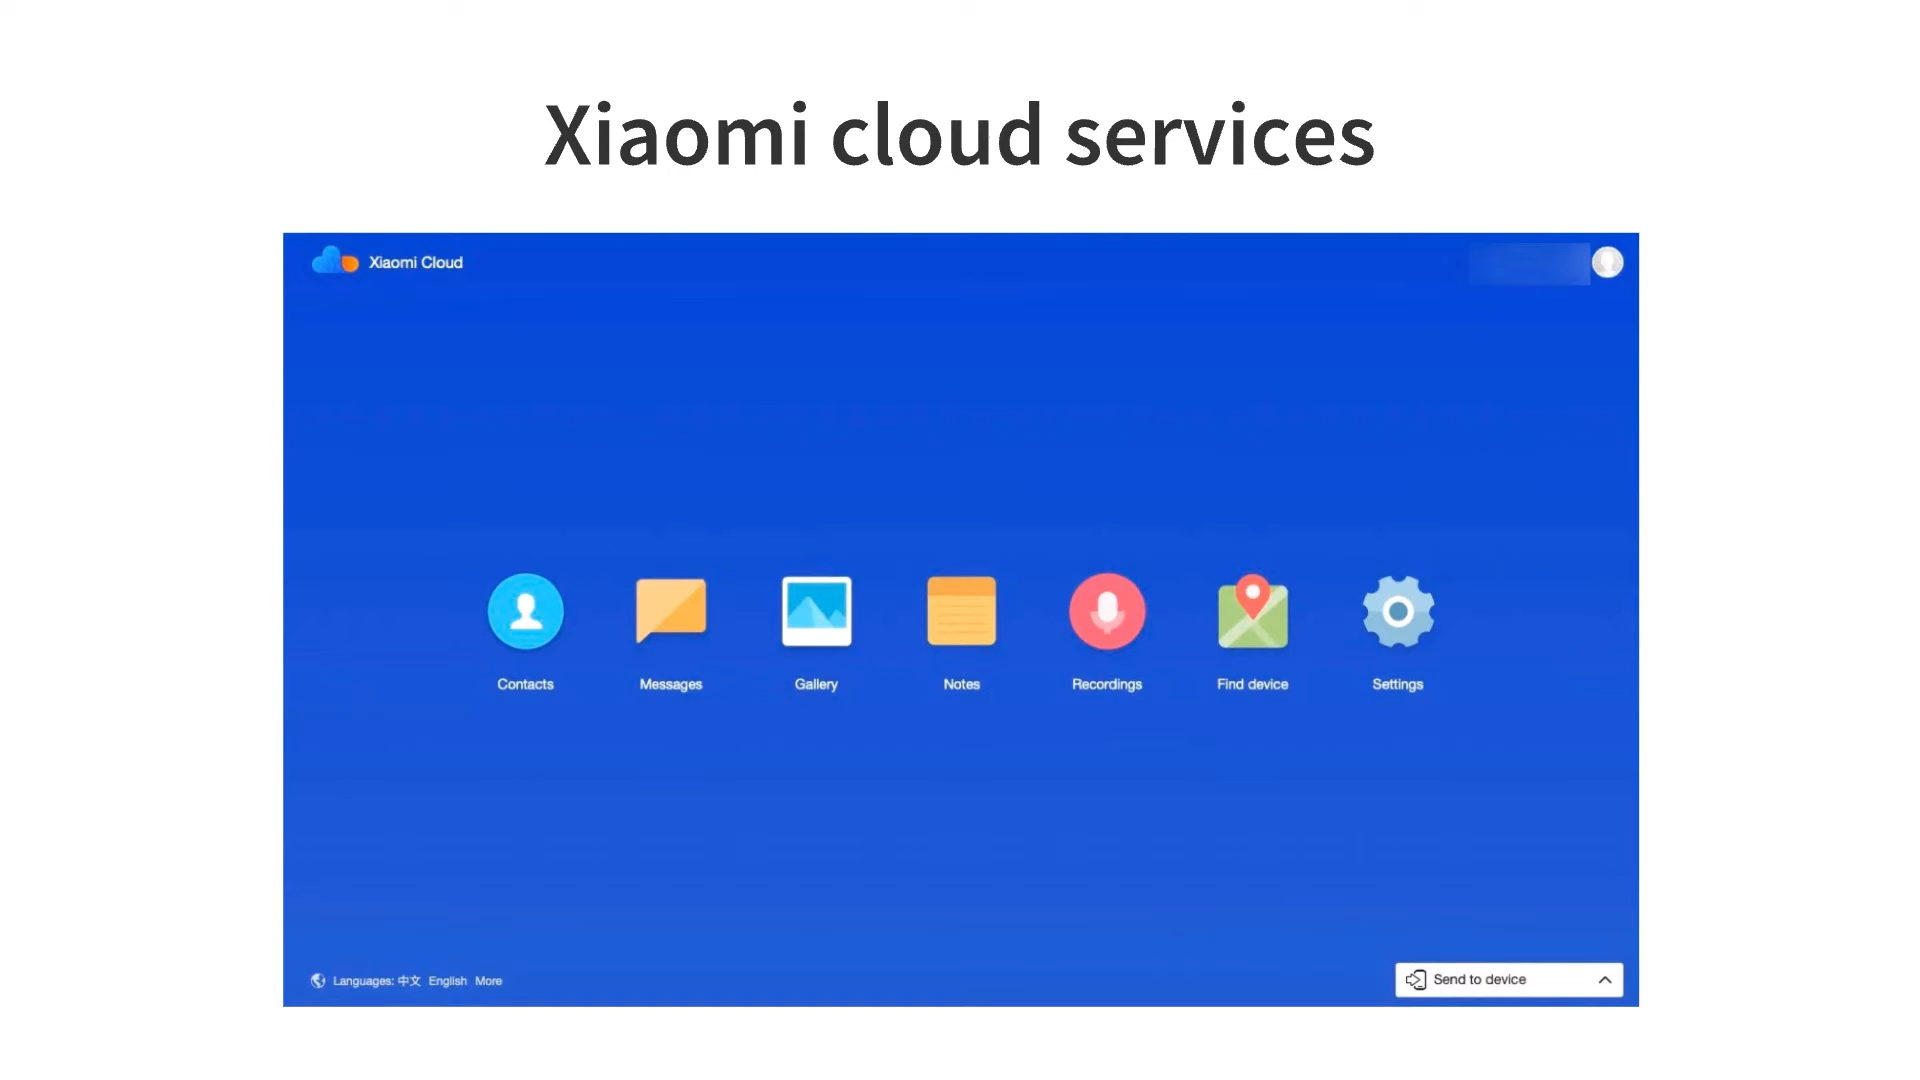 Xiaomi cloud services
Xiaomi Cloud
Contacts Messages Gallery Notes Recordings Find device Settings
Languages: 中文 English More
Send to device